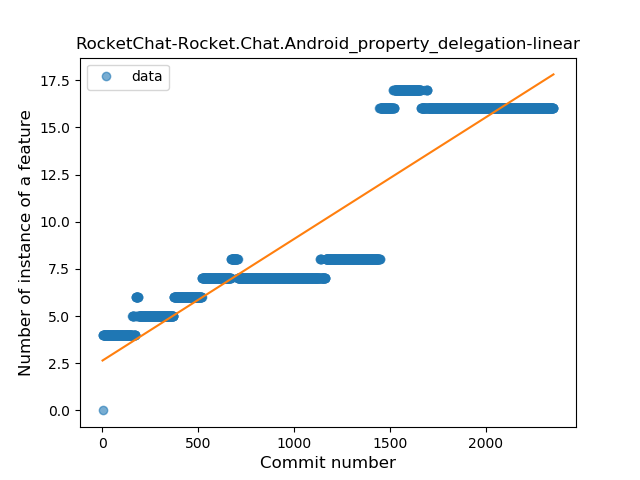 RocketChat-Rocket.Chat.Android_property_delegation-linear
data
17.5
15.0
12.5
10.0
7.5
5.0
2.5
0.0
Number of instance of a feature
0 500 1000 1500 2000
Commit number